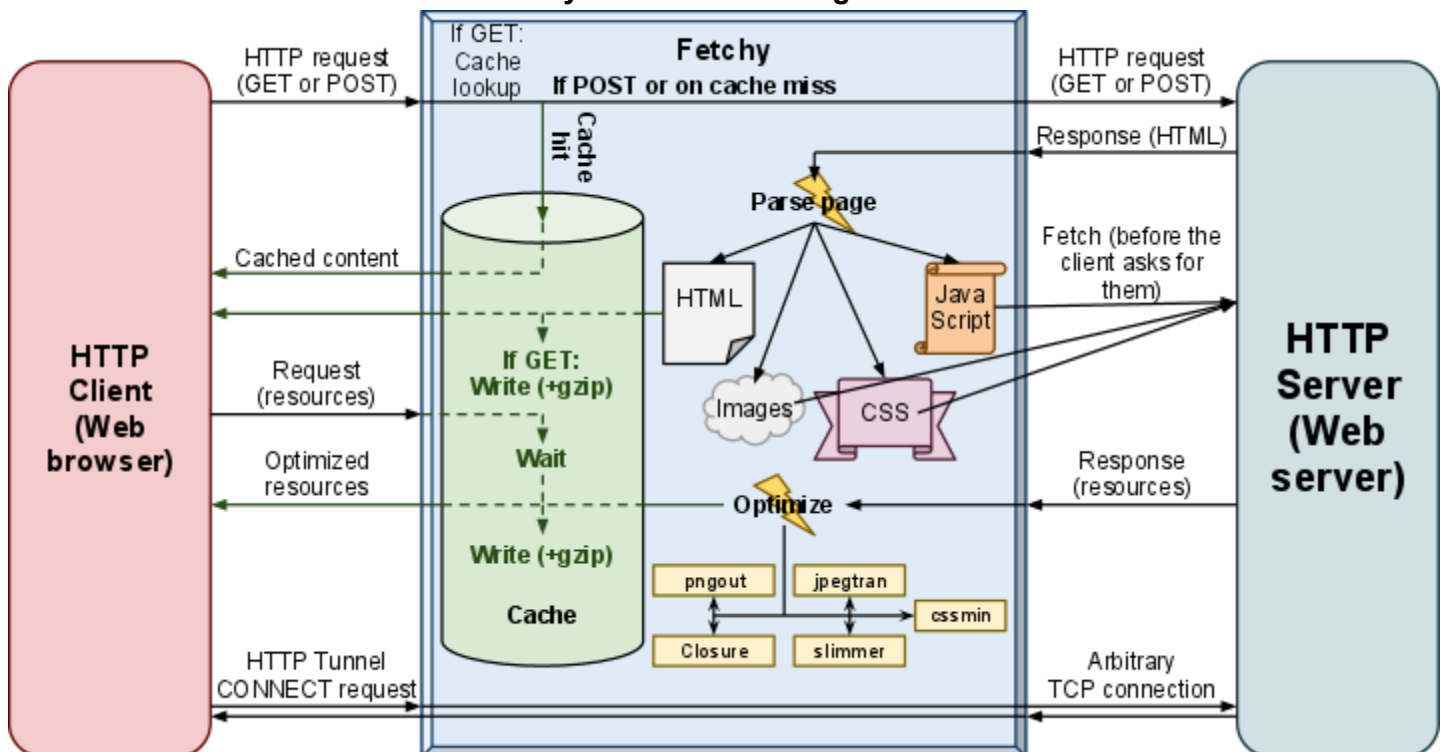 If GET:
Cache
lookup
Fetchy
If POST or on cache miss
HTTP request
(GET or POST)
HTTP request
(GET or POST)
Cache
hit
Response (HTML)
Parse page
Cached content
HTML
Java
Script
Fetch (before the
client asks for
them)
HTTP
Client
(Web
browser)
HTTP
Server
(Web
server)
If GET:
Write (+gzip)
Request
(resources)
Images
CSS
Wait
Optimized
resources
Optimize
Response
(resources)
Write (+gzip)
Cache
pngout
jpegtran
cssmin
Closure
slimmer
HTTP Tunnel
CONNECT request
Arbitrary
TCP connection